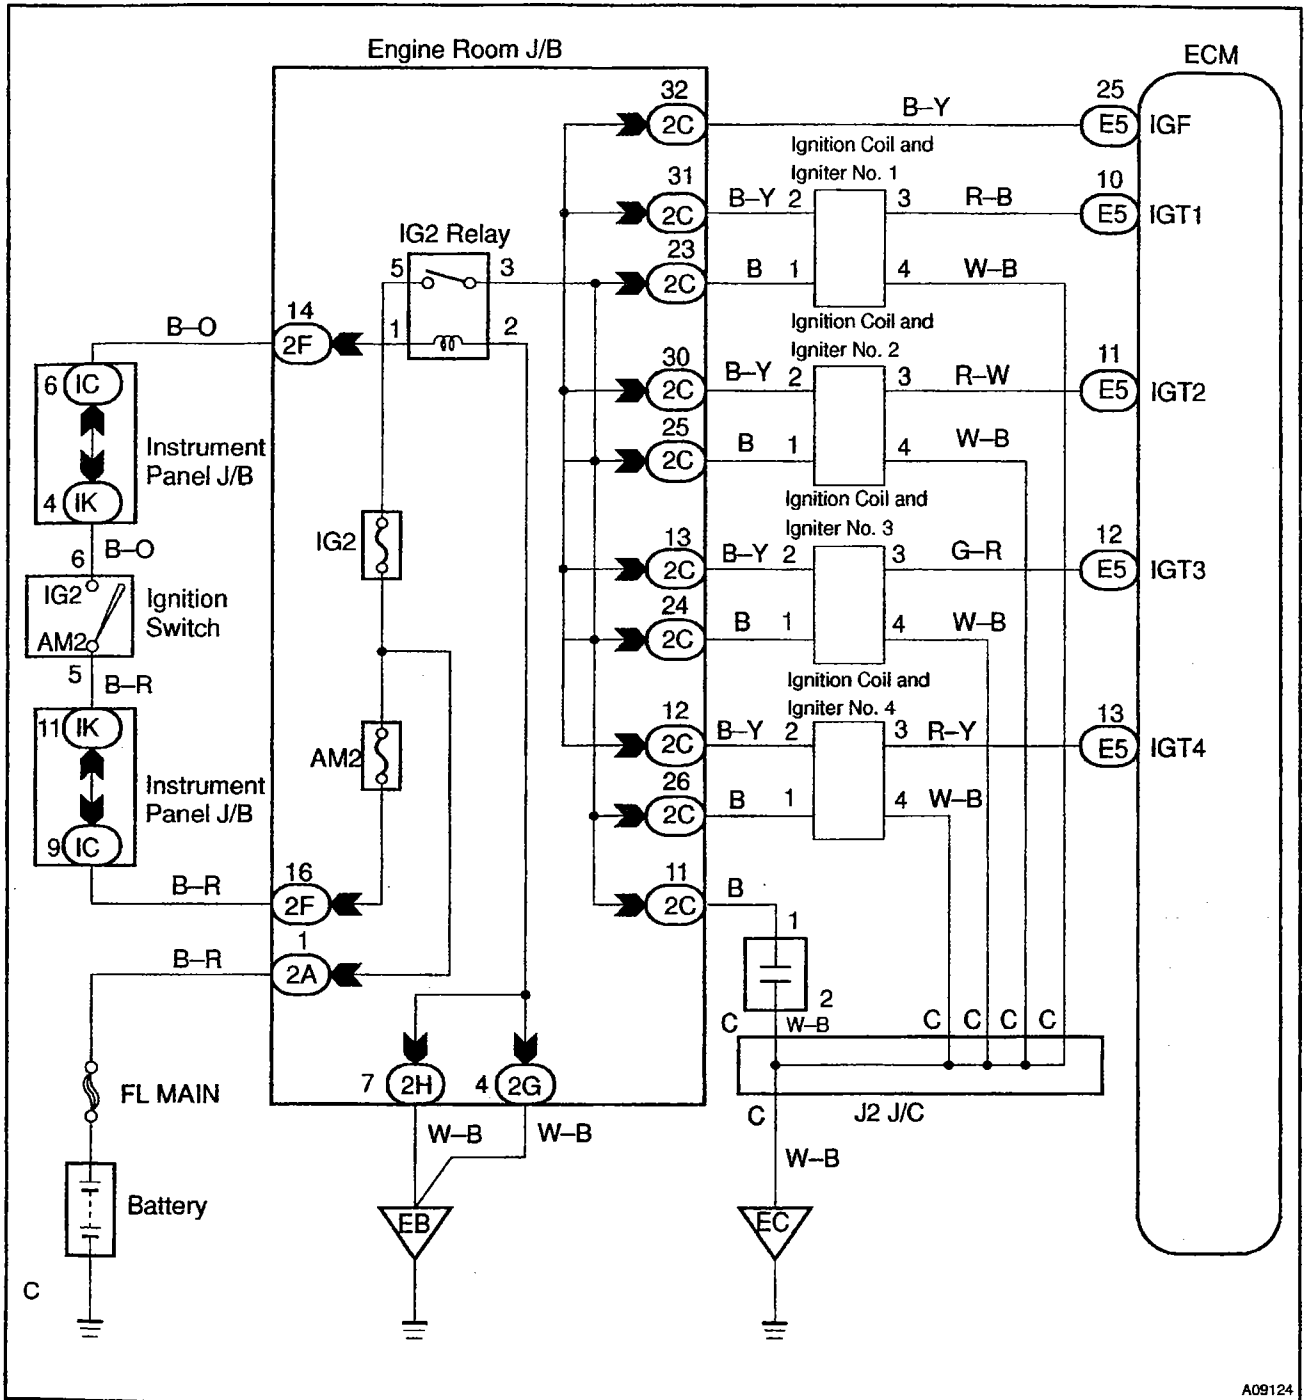 Engine Room J/B
ECM
32
2C
B–Y
25
E5
IGF
Ignition Coil and
Igniter No. 1
31
2C
B–Y
2
3
R–B
10
E5
IGT1
IG2 Relay
5
3
23
2C
B
1
4
W–B
14
2F
B–O
1
2
Ignition Coil and
Igniter No. 2
30
2C
B–Y
2
3
R–W
11
E5
IGT2
6
IC
Instrument
Panel J/B
4
IK
25
2C
B
1
4
W–B
Ignition Coil and
Igniter No. 3
IG2
13
2C
B–Y
2
3
G–R
12
E5
IGT3
6
B–O
IG2
AM2
Ignition
Switch
5
B–R
24
2C
B
1
4
W–B
Ignition Coil and
Igniter No. 4
11
IK
Instrument
Panel J/B
9
IC
AM2
12
2C
B–Y
2
3
R–Y
13
E5
IGT4
26
2C
B
1
4
W–B
B–R
16
2F
11
2C
B
1
2
B–R
1
2A
C
W–B
C
C
C
C
FL MAIN
7
2H
4
2G
J2 J/C
C
W–B
W–B
W–B
Battery
EB
EC
C
A09124